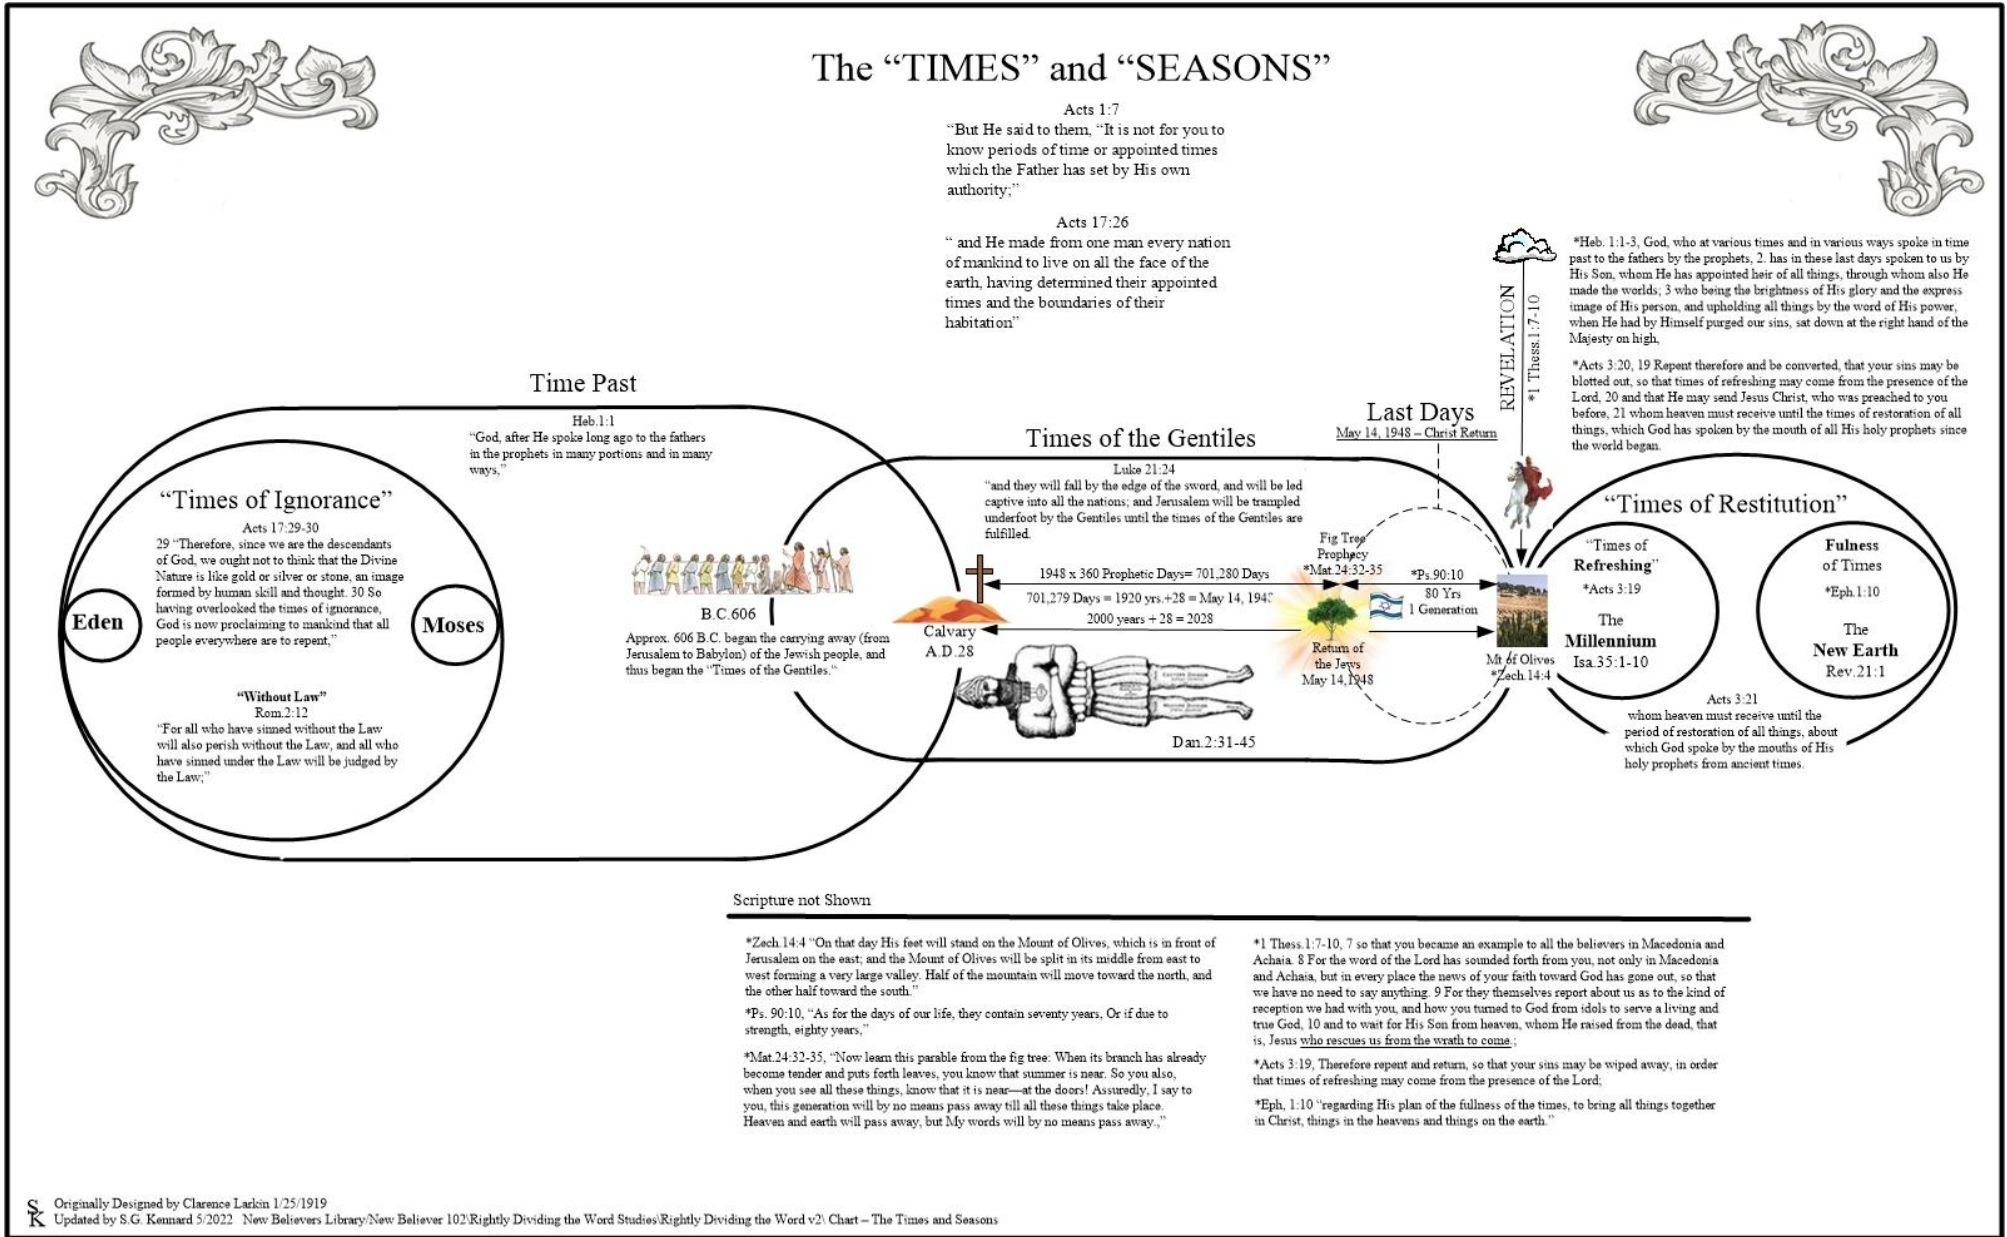 The “TIMES” and “SEASONS”
Acts 1:7
“But He said to them, “It is not for you to
know periods of time or appointed times
which the Father has set by His own
authority;”
Acts 17:26
“ and He made from one man every nation
of mankind to live on all the face of the
earth, having determined their appointed
times and the boundaries of their
habitation”
Time Past
Heb.1:1
“God, after He spoke long ago to the fathers
in the prophets in many portions and in many
ways,”
“Times of Ignorance”
Acts 17:29-30
29 “Therefore, since we are the descendants
of God, we ought not to think that the Divine
Nature is like gold or silver or stone, an image
formed by human skill and thought. 30 So
having overlooked the times of ignorance,
God is now proclaiming to mankind that all
people everywhere are to repent,”
Eden
Moses
“Without Law”
Rom.2:12
“For all who have sinned without the Law
will also perish without the Law, and all who
have sinned under the Law will be judged by
the Law;”
B.C.606
Approx. 606 B.C. began the carrying away (from
Jerusalem to Babylon) of the Jewish people, and
thus began the “Times of the Gentiles.“
Times of the Gentiles
Luke 21:24
“and they will fall by the edge of the sword, and will be led
captive into all the nations; and Jerusalem will be trampled
underfoot by the Gentiles until the times of the Gentiles are
fulfilled.
Calvary
A.D.28
1948 x 360 Prophetic Days= 701,280 Days
701,279 Days = 1920 yrs.+28 = May 14, 194
2000 years + 28 = 2028
Dan.2:31-45
Fig Tree
Prophecy
*Mat.24:32-35
Return of
the Jews
May 14,1948
Last Days
May 14, 1948 – Christ Return
*Ps.90:10
80 Yrs
1 Generation
REVELATION
*1 Thess.1:7-10
Mt of Olives
*Zech.14:4
*Heb. 1:1-3, God, who at various times and in various ways spoke in time
past to the fathers by the prophets, 2. has in these last days spoken to us by
His Son, whom He has appointed heir of all things, through whom also He
made the worlds; 3 who being the brightness of His glory and the express
image of His person, and upholding all things by the word of His power,
when He had by Himself purged our sins, sat down at the right hand of the
Majesty on high,
*Acts 3:20, 19 Repent therefore and be converted, that your sins may be
blotted out, so that times of refreshing may come from the presence of the
Lord, 20 and that He may send Jesus Christ, who was preached to you
before, 21 whom heaven must receive until the times of restoration of all
things, which God has spoken by the mouth of all His holy prophets since
the world began.
“Times of Restitution”
“Times of
Refreshing”
*Acts 3:19
The
Millennium
Isa.35:1-10
Fulness
of Times
*Eph.1:10
The
New Earth
Rev.21:1
Acts 3:21
whom heaven must receive until the
period of restoration of all things, about
which God spoke by the mouths of His
holy prophets from ancient times.
Scripture not Shown
*Zech.14:4 “On that day His feet will stand on the Mount of Olives, which is in front of
Jerusalem on the east; and the Mount of Olives will be split in its middle from east to
west forming a very large valley. Half of the mountain will move toward the north, and
the other half toward the south.”
*Ps. 90:10, “As for the days of our life, they contain seventy years, Or if due to
strength, eighty years,”
*Mat.24:32-35, “Now learn this parable from the fig tree: When its branch has already
become tender and puts forth leaves, you know that summer is near. So you also,
when you see all these things, know that it is near—at the doors! Assuredly, I say to
you, this generation will by no means pass away till all these things take place.
Heaven and earth will pass away, but My words will by no means pass away.,”
*1 Thess.1:7-10, 7 so that you became an example to all the believers in Macedonia and
Achaia. 8 For the word of the Lord has sounded forth from you, not only in Macedonia
and Achaia, but in every place the news of your faith toward God has gone out, so that
we have no need to say anything. 9 For they themselves report about us as to the kind of
reception we had with you, and how you turned to God from idols to serve a living and
true God, 10 and to wait for His Son from heaven, whom He raised from the dead, that
is, Jesus who rescues us from the wrath to come.;
*Acts 3:19, Therefore repent and return, so that your sins may be wiped away, in order
that times of refreshing may come from the presence of the Lord;
*Eph, 1:10 “regarding His plan of the fullness of the times, to bring all things together
in Christ, things in the heavens and things on the earth.”
SK
Originally Designed by Clarence Larkin 1/25/1919
Updated by S.G. Kennard 5/2022 New Believers Library/New Believer 102\Rightly Dividing the Word Studies\Rightly Dividing the Word v2\ Chart – The Times and Seasons